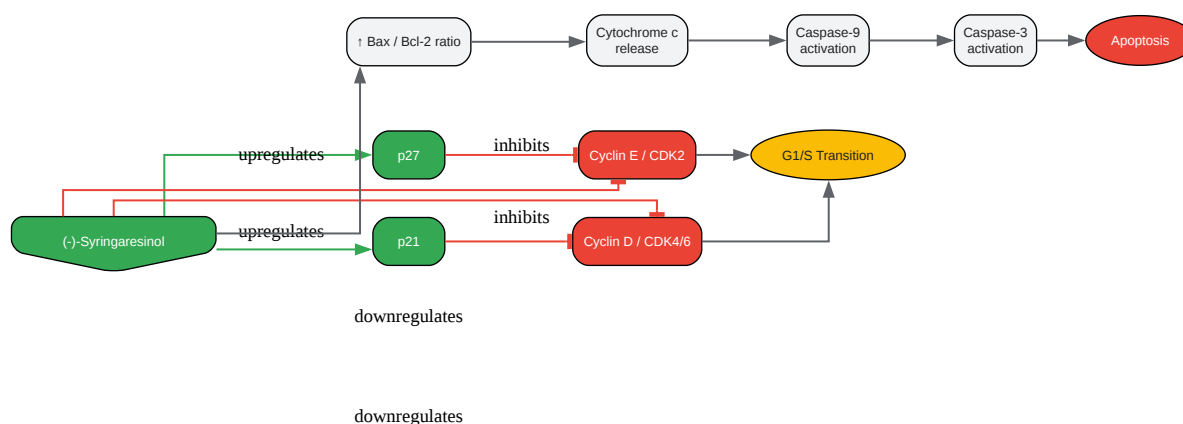 ↑ Bax / Bcl-2 ratio
Cytochrome c
release
Caspase-9
activation
Caspase-3
activation
Apoptosis
upregulates
p27
inhibits
Cyclin E / CDK2
G1/S Transition
(-)-Syringaresinol
upregulates
p21
inhibits
Cyclin D / CDK4/6
downregulates
downregulates